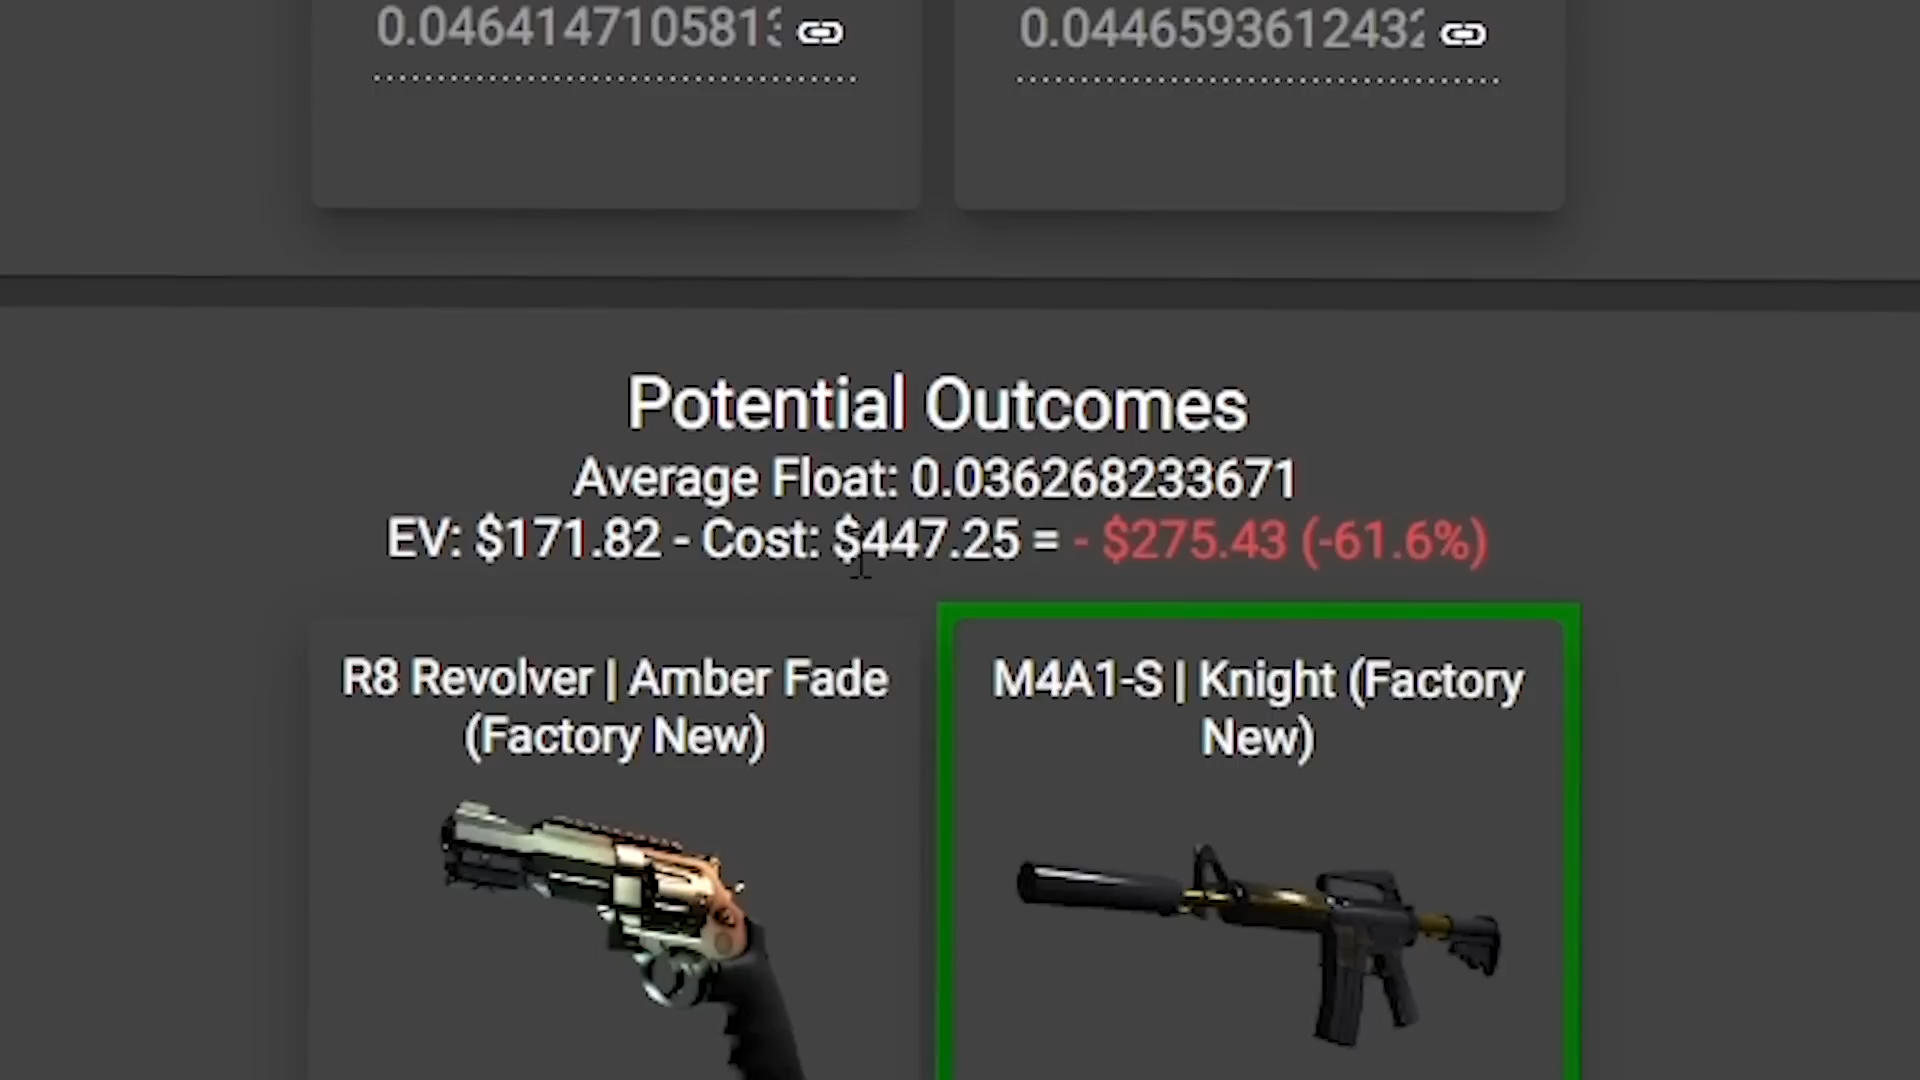 0.046414710581
0.044659361243
Potential Outcomes
Average Float: 0.036268233671
EV: $171.82 - Cost: $447.25 = - $275.43 (-61.6%)
R8 Revolver | Amber Fade
(Factory New)
M4A1-S | Knight (Factory
New)